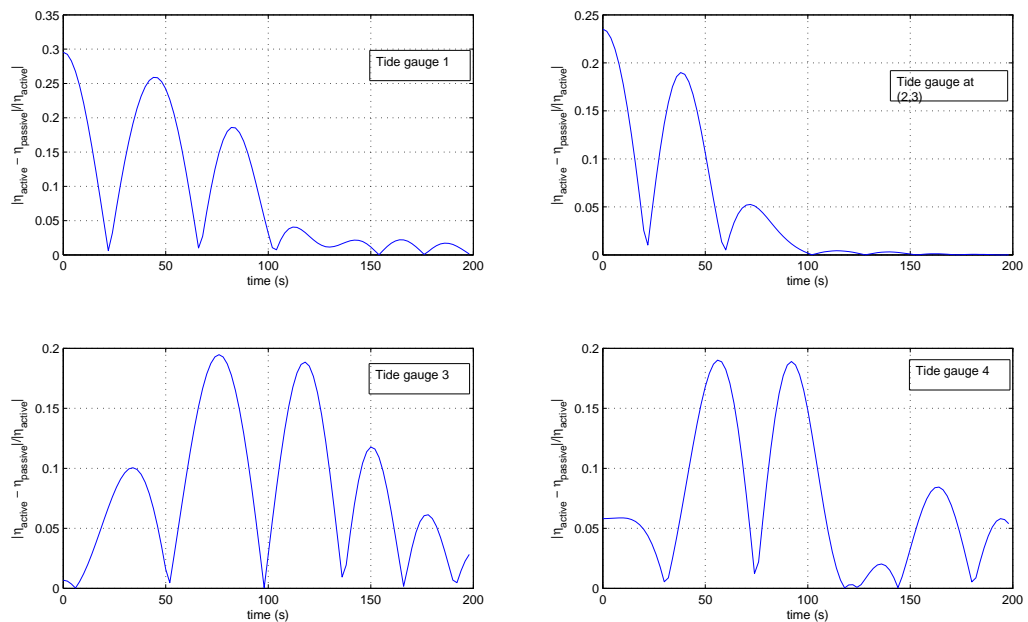 0.35
0.3
0.25
0.2
0.15
0.1
0.05
0
|η_active − η_passive|/|η_active|
Tide gauge 1
0 50 100 150 200
time (s)
0.25
0.2
0.15
0.1
0.05
0
|η_active − η_passive|/|η_active|
Tide gauge at
(2,3)
0 50 100 150 200
time (s)
0.2
0.15
0.1
0.05
0
|η_active − η_passive|/|η_active|
Tide gauge 3
0 50 100 150 200
time (s)
0.2
0.15
0.1
0.05
0
|η_active − η_passive|/|η_active|
Tide gauge 4
0 50 100 150 200
time (s)